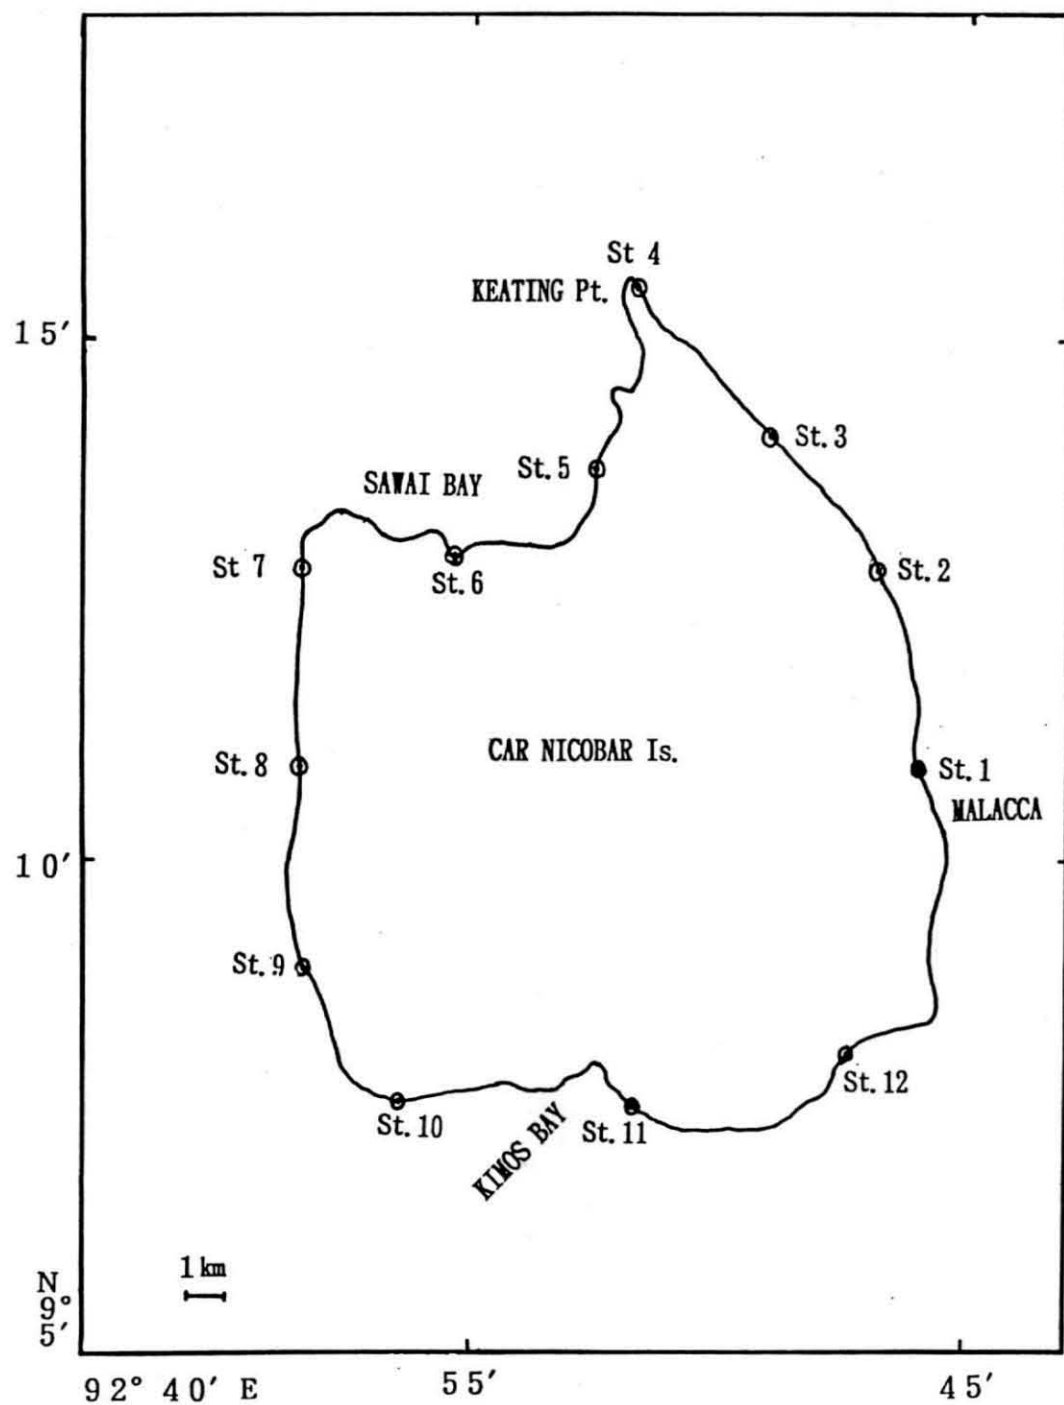 St 4
KEATING Pt.
15′
St.3
St.5
SAWAI BAY
St 7
St.6
St.2
CAR NICOBAR Is.
St.8
St.1
MALACCA
10′
St.9
St.12
St.10
St.11
KIMOS BAY
1 km
N
9°
5′
92° 40′ E
55′
45′